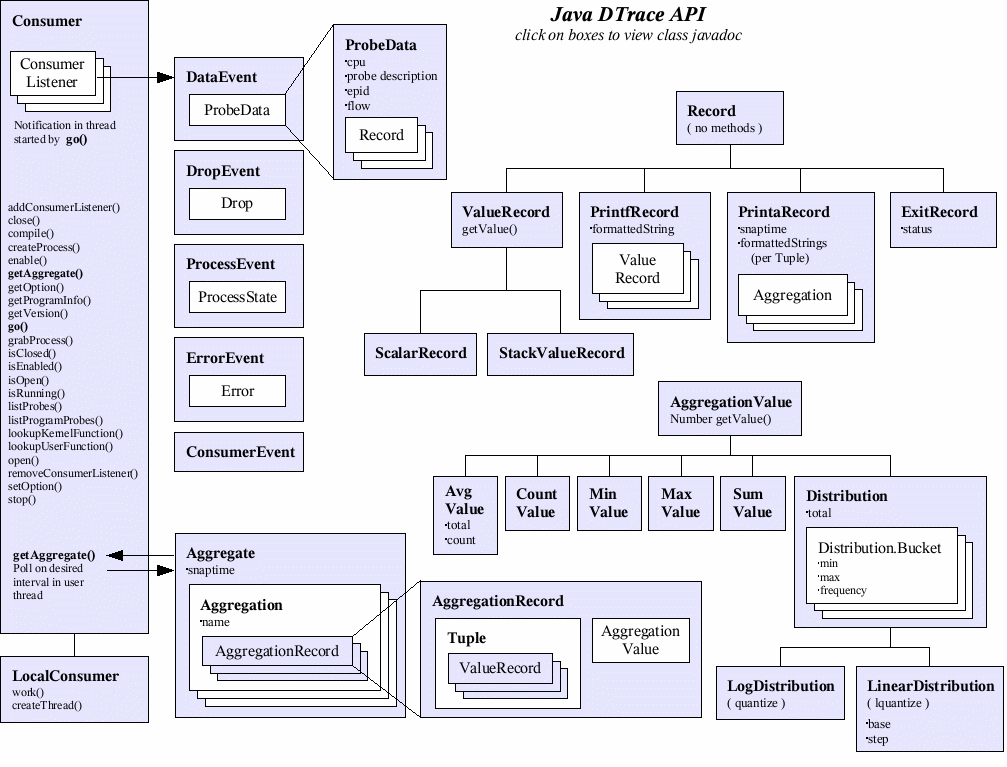 Java DTrace API
click on boxes to view class javadoc
Consumer
Consumer
Listener
Notification in thread
started by go()
addConsumerListener()
close()
compile()
createProcess()
enable()
getAggregate()
getOption()
getProgramInfo()
getVersion()
go()
grabProcess()
isClosed()
isEnabled()
isOpen()
isRunning()
listProbes()
listProgramProbes()
lookupKernelFunction()
lookupUserFunction()
open()
removeConsumerListener()
setOption()
stop()
getAggregate()
Poll on desired
interval in user
thread
LocalConsumer
work()
createThread()
DataEvent
ProbeData
DropEvent
Drop
ProcessEvent
ProcessState
ErrorEvent
Error
ConsumerEvent
ProbeData
·cpu
·probe description
·epid
·flow
Record
Record
( no methods )
ValueRecord
getValue()
PrintfRecord
·formattedString
Value
Record
PrintaRecord
·snaptime
·formattedStrings
(per Tuple)
Aggregation
ExitRecord
·status
ScalarRecord
StackValueRecord
AggregationValue
Number getValue()
Avg
Value
·total
·count
Count
Value
Min
Value
Max
Value
Sum
Value
Distribution
·total
Distribution.Bucket
·min
·max
·frequency
LogDistribution
( quantize )
LinearDistribution
( lquantize )
·base
·step
Aggregate
·snaptime
Aggregation
·name
AggregationRecord
AggregationRecord
Tuple
ValueRecord
Aggregation
Value